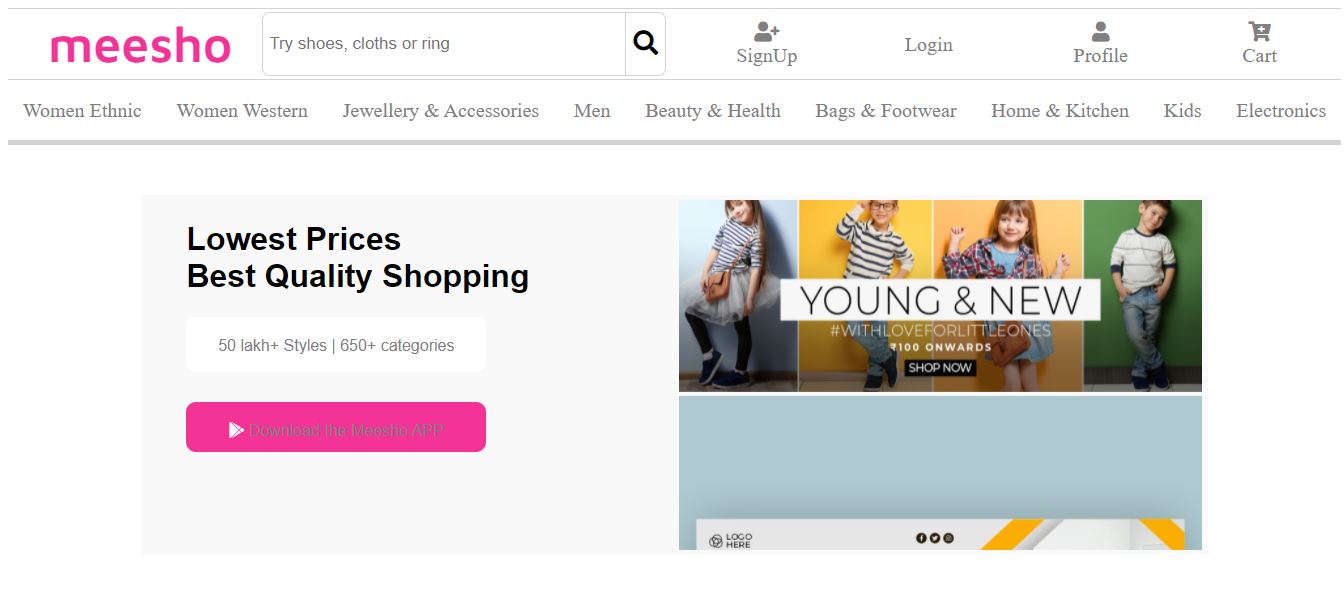 meesho
Try shoes, cloths or ring
SignUp
Login
Profile
Cart
Women Ethnic
Women Western
Jewellery & Accessories
Men
Beauty & Health
Bags & Footwear
Home & Kitchen
Kids
Electronics
Lowest Prices
Best Quality Shopping
50 lakh+ Styles | 650+ categories
Download the Meesho APP
YOUNG & NEW
#WITHLOVEFORLITTLEONES
₹100 ONWARDS
SHOP NOW
LOGO
HERE